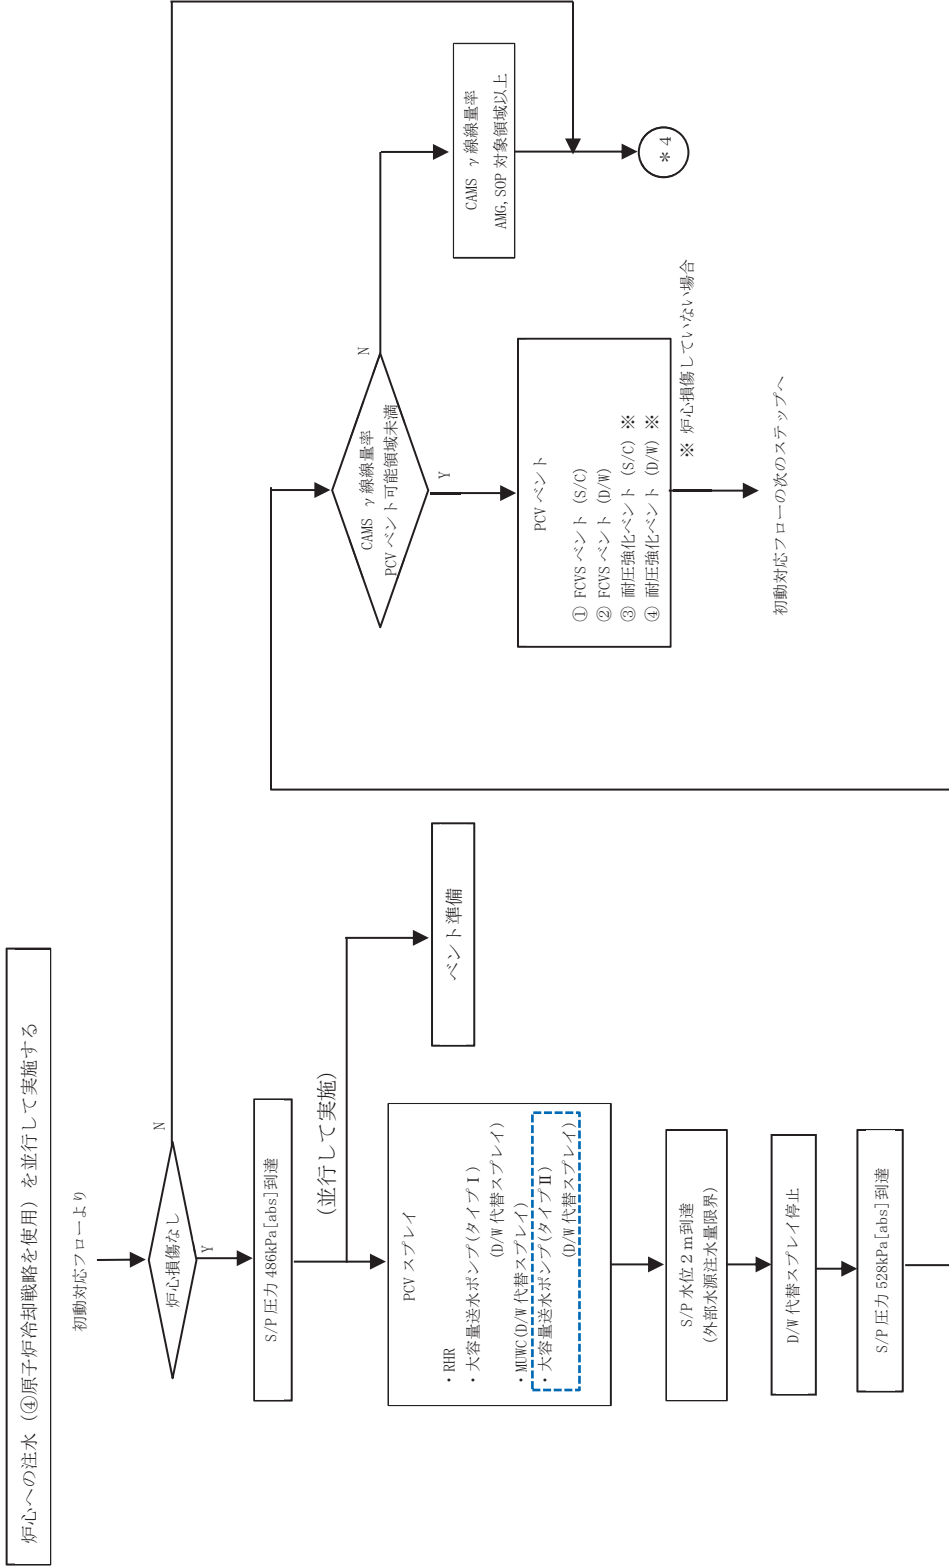 炉心への注水（④原子炉冷却戦略を使用）を並行して実施する
初動対応フローより
炉心損傷なし
N
Y
S/P 圧力 486kPa[abs]到達
(並行して実施)
ベント準備
PCV スプレイ
・RHR
・大容量送水ポンプ(タイプⅠ)
(D/W 代替スプレイ)
・MUWC(D/W 代替スプレイ)
・大容量送水ポンプ(タイプⅡ)
(D/W 代替スプレイ)
S/P 水位２ｍ到達
(外部水源注水量限界)
D/W 代替スプレイ停止
S/P 圧力 528kPa[abs]到達
CAMS γ線線量率
PCV ベント可能領域未満
N
Y
PCV ベント
① FCVS ベント (S/C)
② FCVS ベント (D/W)
③ 耐圧強化ベント (S/C) ※
④ 耐圧強化ベント (D/W) ※
※ 炉心損傷していない場合
初動対応フローの次のステップへ
CAMS γ線線量率
AMG,SOP 対象領域以上
＊4